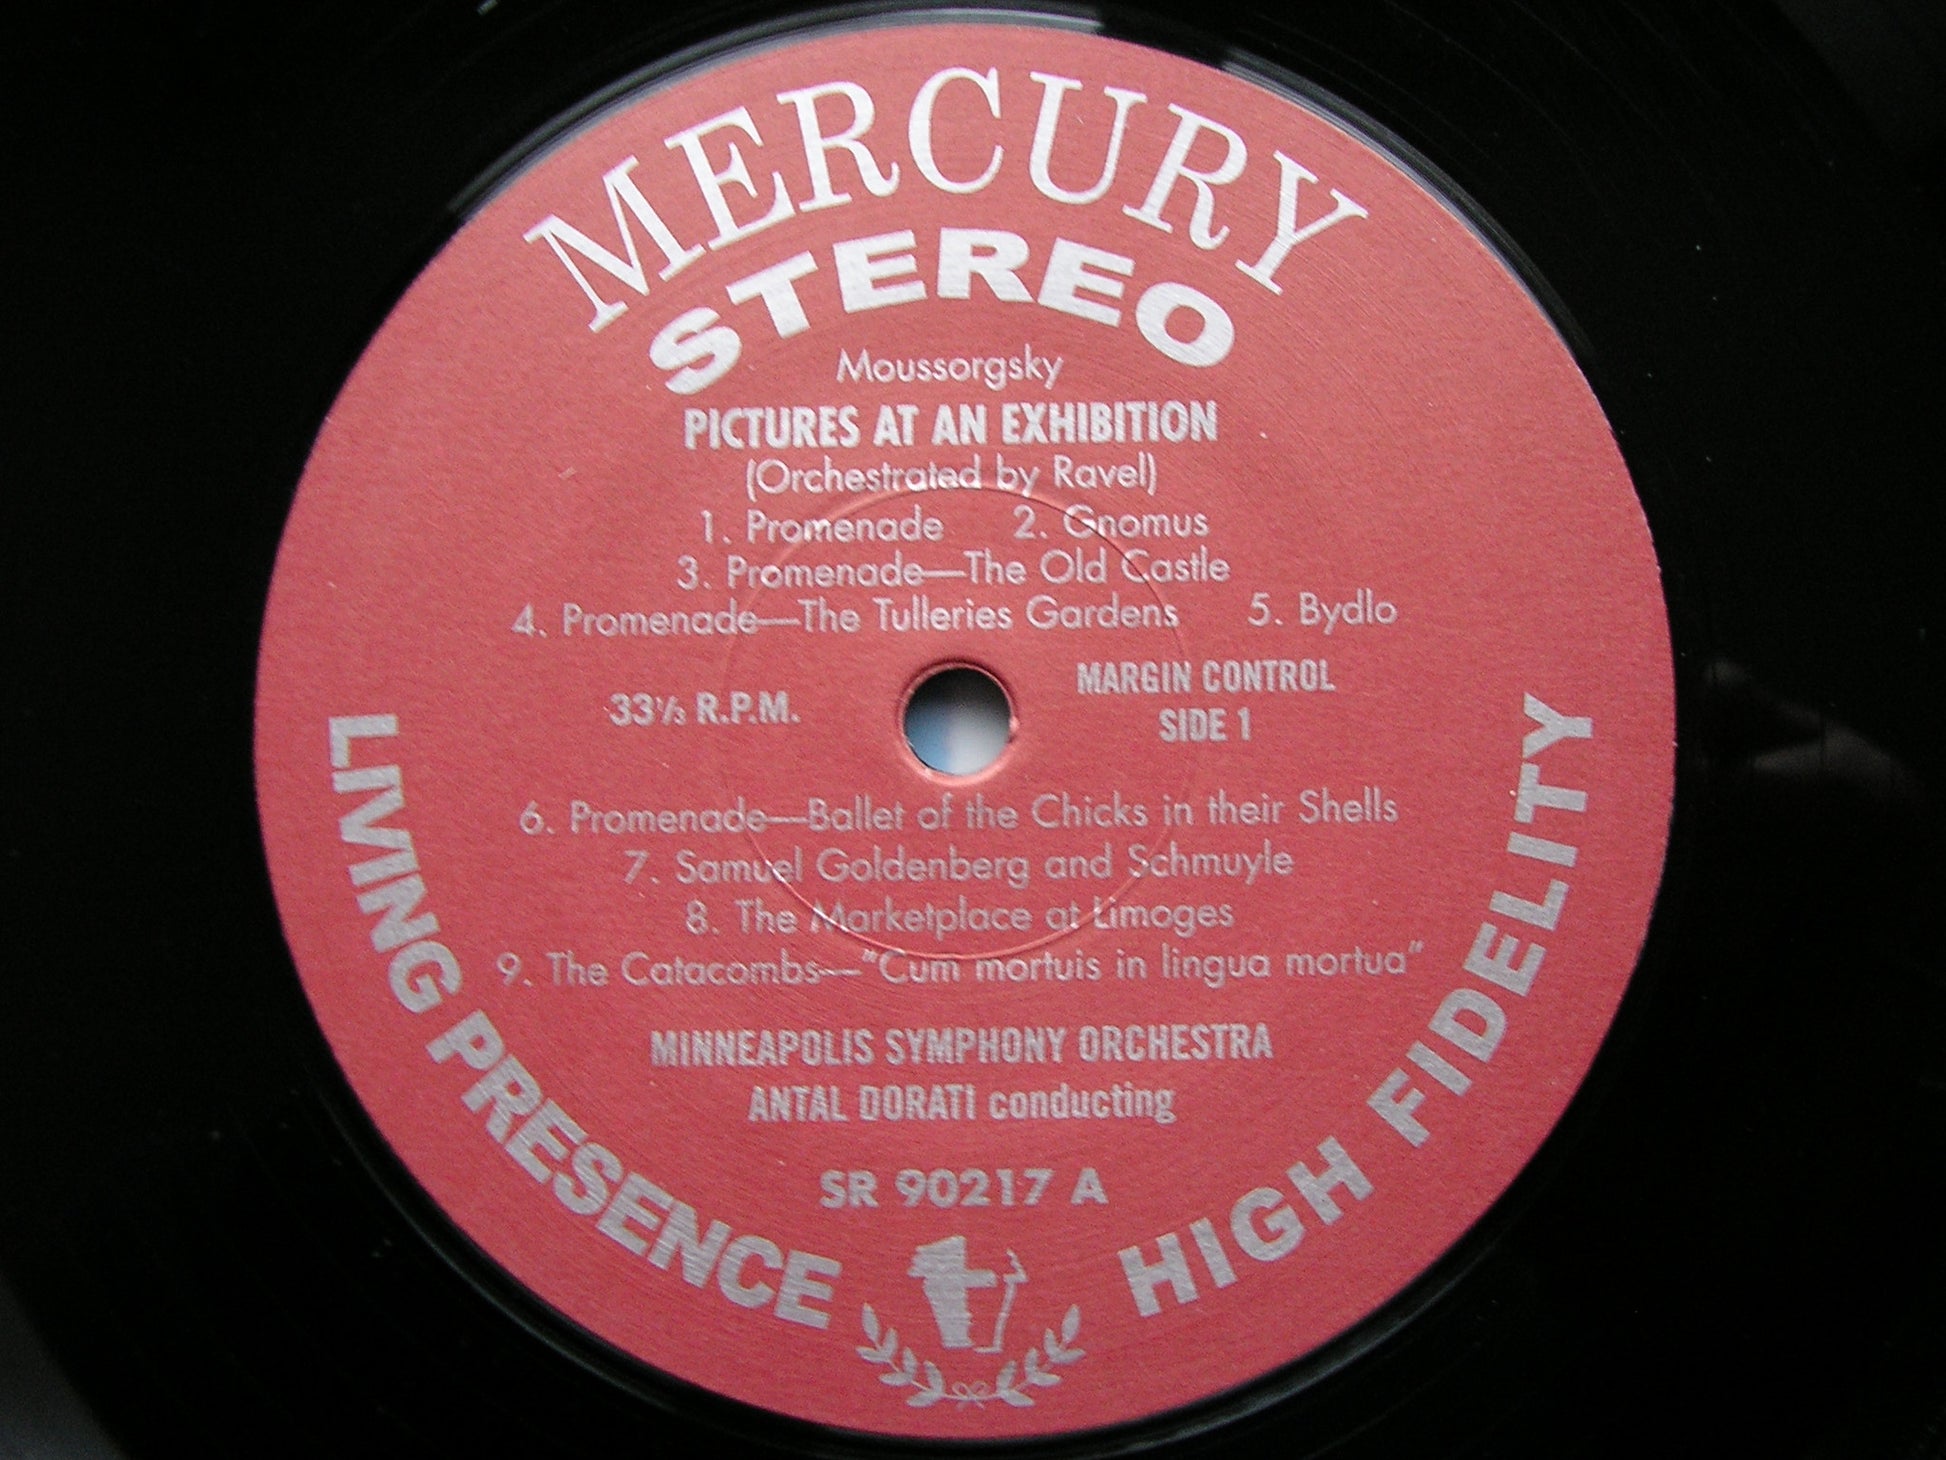 MERCURY
STEREO
Moussorgsky
PICTURES AT AN EXHIBITION
(Orchestrated by Ravel)
1. Promenade 2. Gnomus
3. Promenade—The Old Castle
4. Promenade—The Tulleries Gardens 5. Bydlo
33⅓ R.P.M.
MARGIN CONTROL
SIDE 1
6. Promenade—Ballet of the Chicks in their Shells
7. Samuel Goldenberg and Schmuyle
8. The Marketplace at Limoges
9. The Catacombs—"Cum mortuis in lingua mortua"
MINNEAPOLIS SYMPHONY ORCHESTRA
ANTAL DORATI conducting
SR 90217 A
LIVING PRESENCE
HIGH FIDELITY